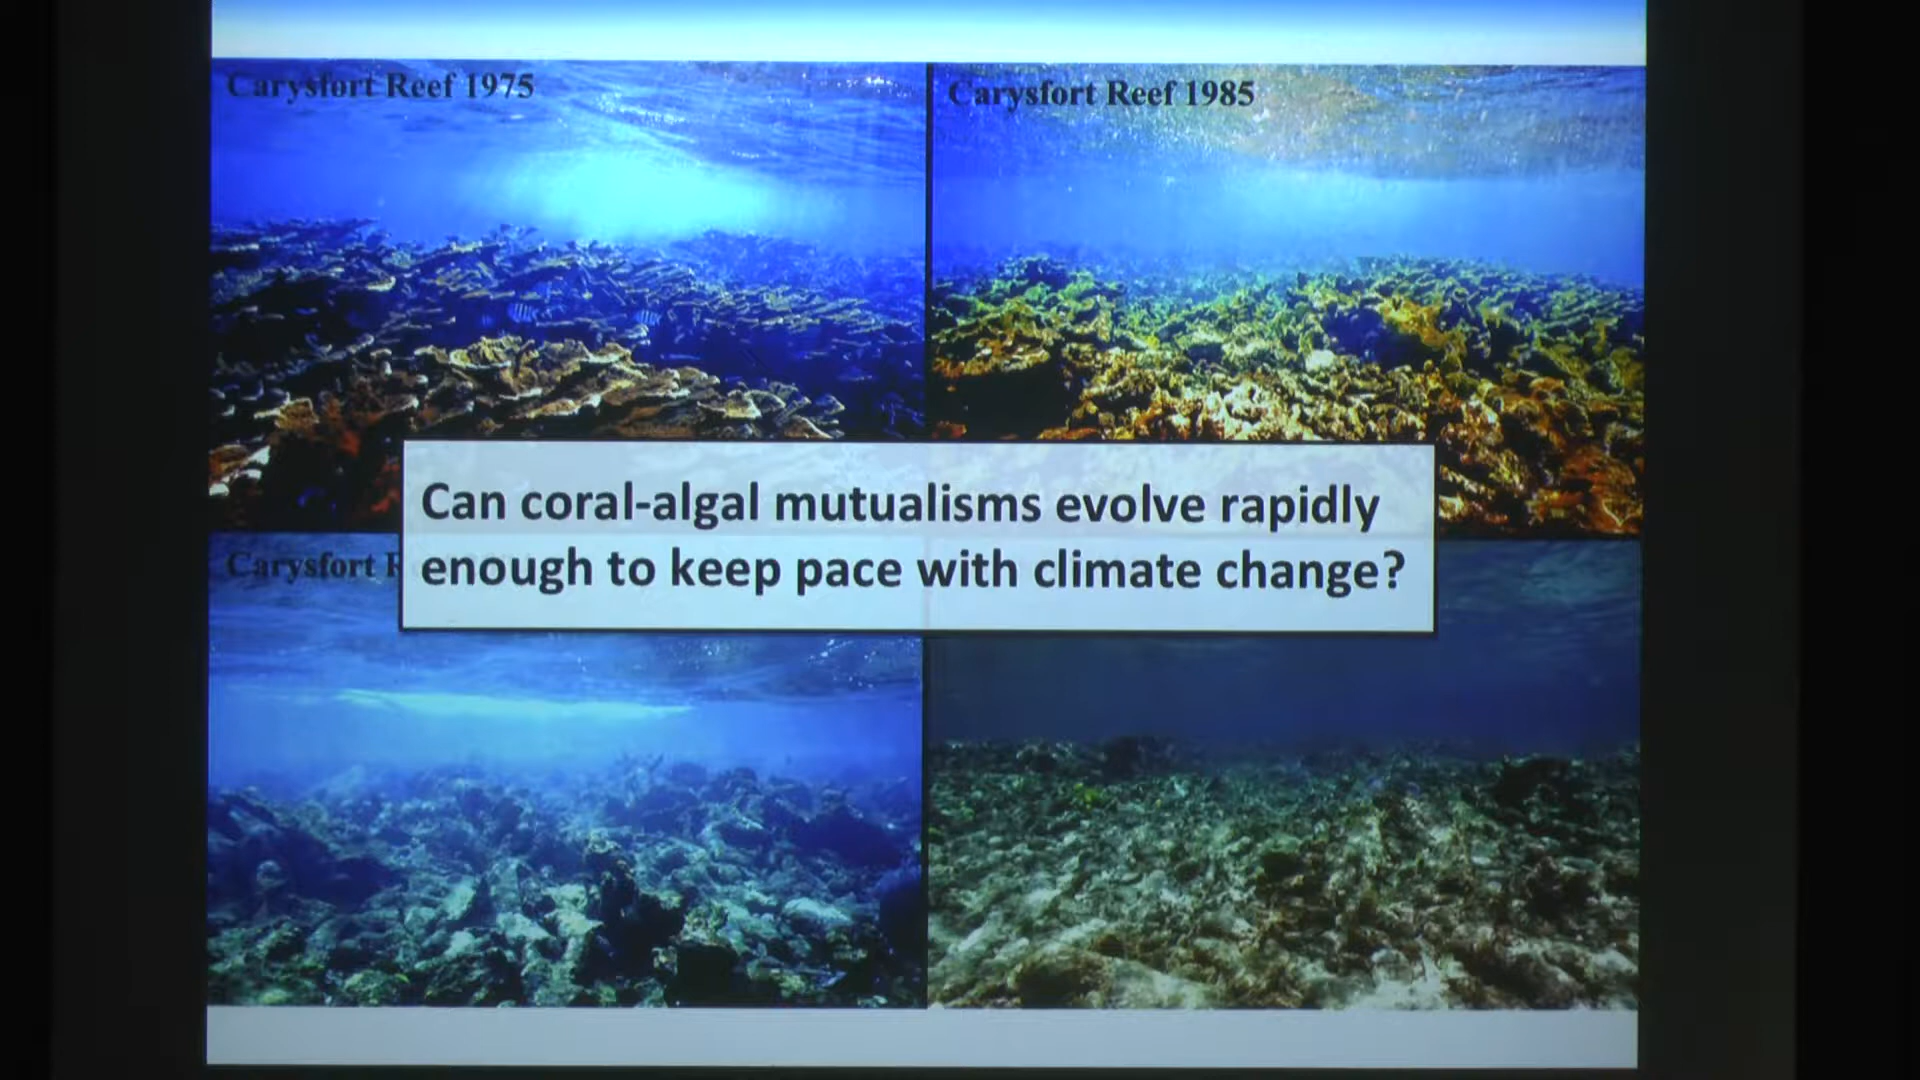 Carysfort Reef 1975
Carysfort Reef 1985
Can coral-algal mutualisms evolve rapidly
enough to keep pace with climate change?
Carysfort